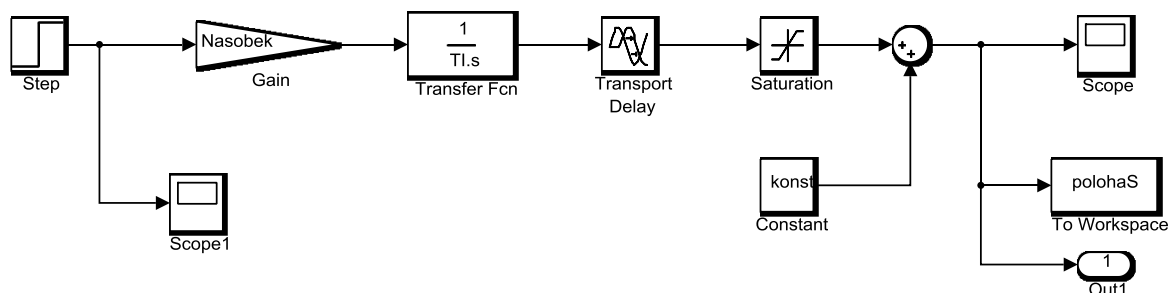 Step
Nasobek
Gain
1
TI.s
Transfer Fcn
Transport
Delay
Saturation
Scope
Scope1
konst
Constant
polohaS
To Workspace
1
Out1